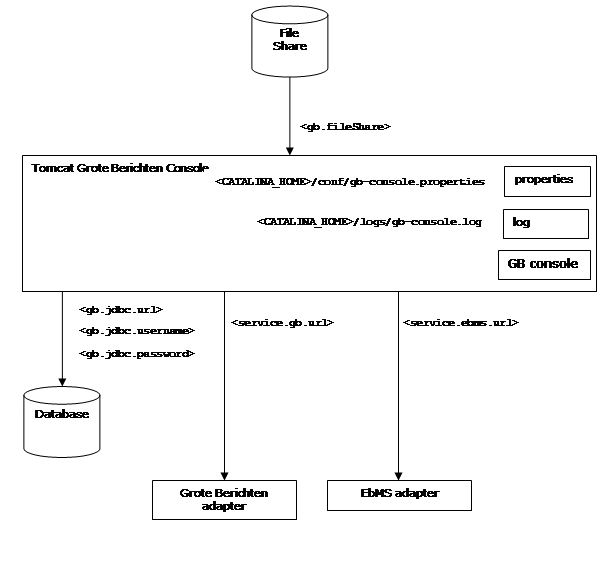 File
Share
<gb.fileShare>
Tomcat Grote Berichten Console
<CATALINA_HOME>/conf/gb-console.properties
properties
<CATALINA_HOME>/logs/gb-console.log
log
GB console
<gb.jdbc.url>
<gb.jdbc.username>
<gb.jdbc.password>
<service.gb.url>
<service.ebms.url>
Database
Grote Berichten
adapter
EbMS adapter